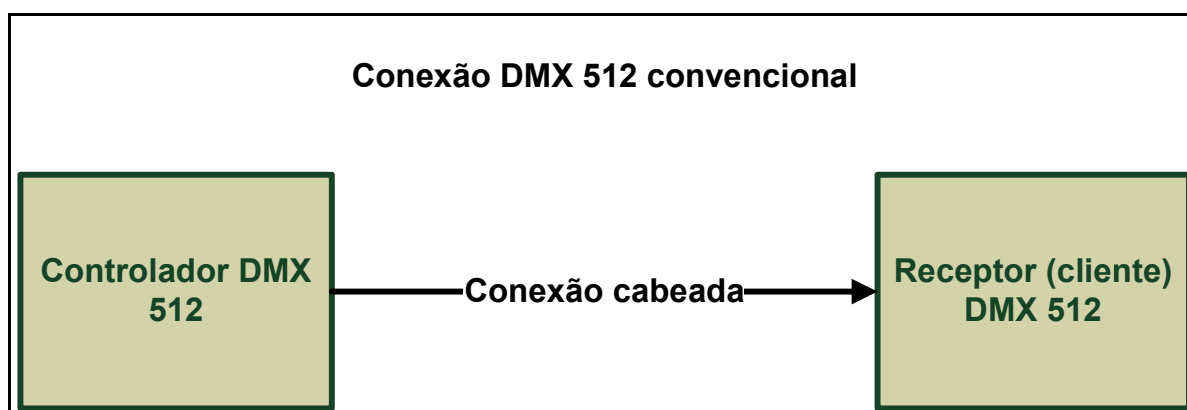 Conexão DMX 512 convencional
Controlador DMX
512
Conexão cabeada
Receptor (cliente)
DMX 512